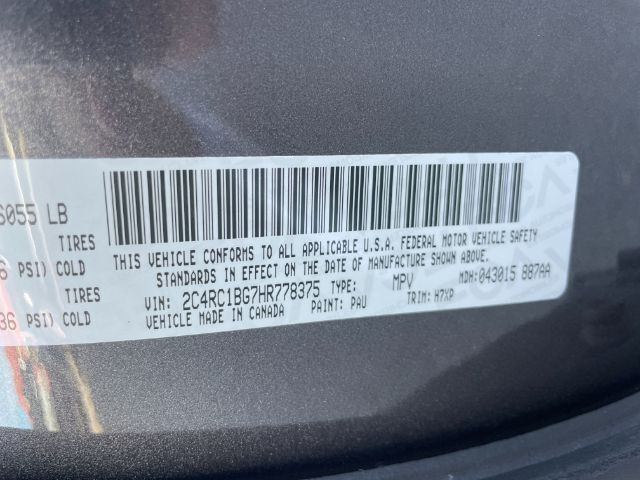 6055 LB
TIRES
PSI) COLD
TIRES
36 PSI) COLD
THIS VEHICLE CONFORMS TO ALL APPLICABLE U.S.A. FEDERAL MOTOR VEHICLE SAFETY
STANDARDS IN EFFECT ON THE DATE OF MANUFACTURE SHOWN ABOVE.
VIN: 2C4RC1BG7HR778375 TYPE: MPV MDH: 043015 887AA
VEHICLE MADE IN CANADA PAINT: PAU TRIM: H7XP